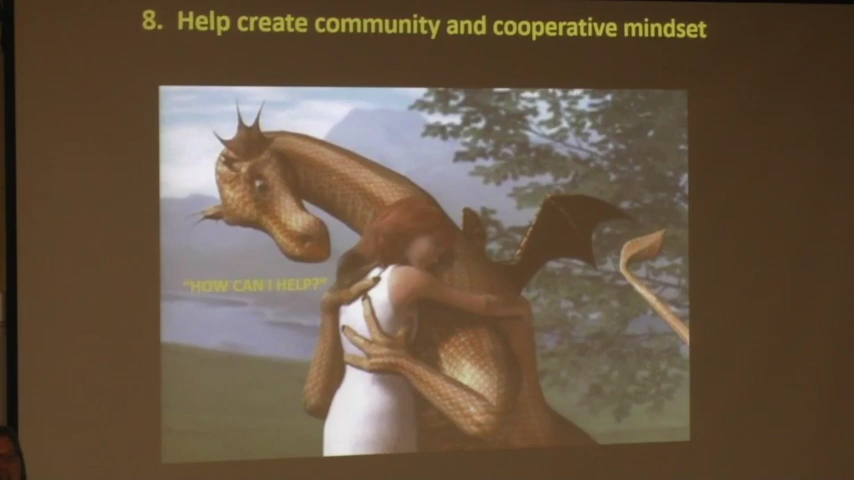 8. Help create community and cooperative mindset
"HOW CAN I HELP?"